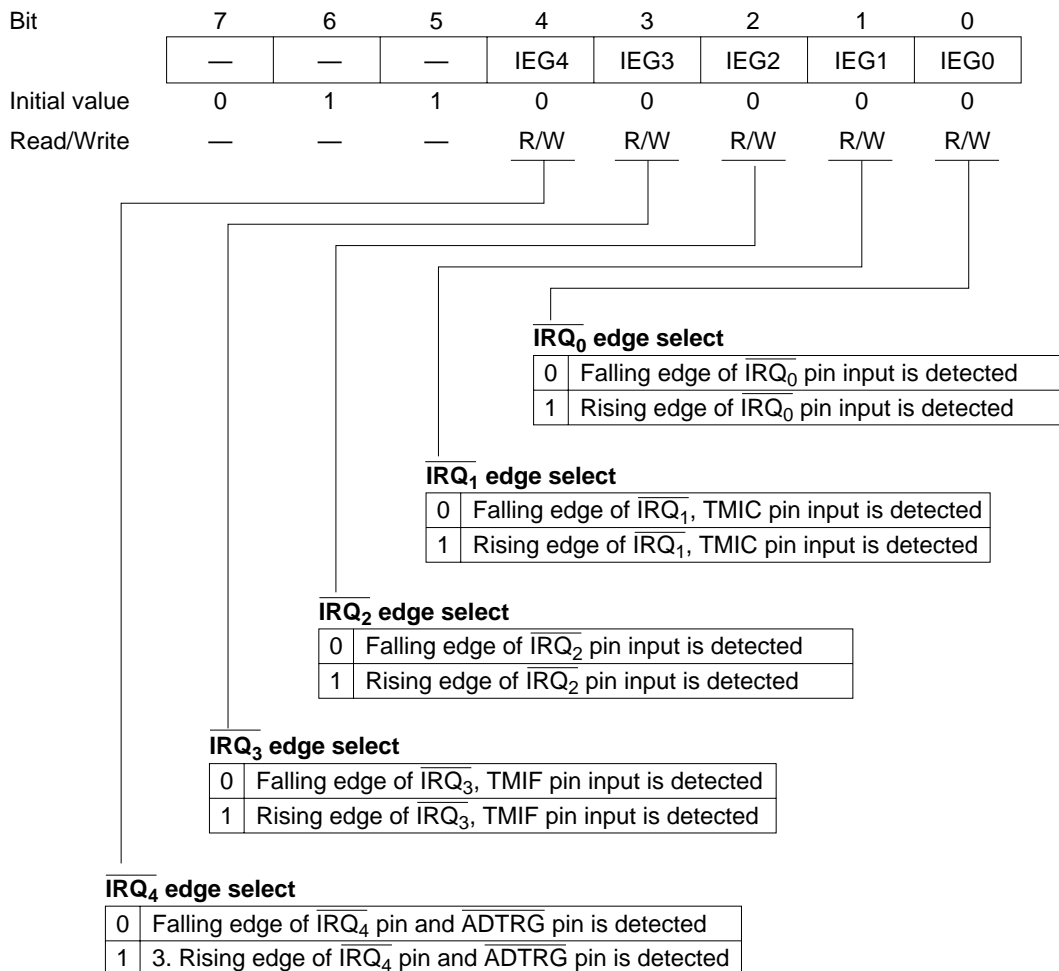 Bit 7 6 5 4 3 2 1 0
— — — IEG4 IEG3 IEG2 IEG1 IEG0
Initial value 0 1 1 0 0 0 0 0
Read/Write — — — R/W R/W R/W R/W R/W
IRQ0 edge select
0 Falling edge of IRQ0 pin input is detected
1 Rising edge of IRQ0 pin input is detected
IRQ1 edge select
0 Falling edge of IRQ1, TMIC pin input is detected
1 Rising edge of IRQ1, TMIC pin input is detected
IRQ2 edge select
0 Falling edge of IRQ2 pin input is detected
1 Rising edge of IRQ2 pin input is detected
IRQ3 edge select
0 Falling edge of IRQ3, TMIF pin input is detected
1 Rising edge of IRQ3, TMIF pin input is detected
IRQ4 edge select
0 Falling edge of IRQ4 pin and ADTRG pin is detected
1 3. Rising edge of IRQ4 pin and ADTRG pin is detected